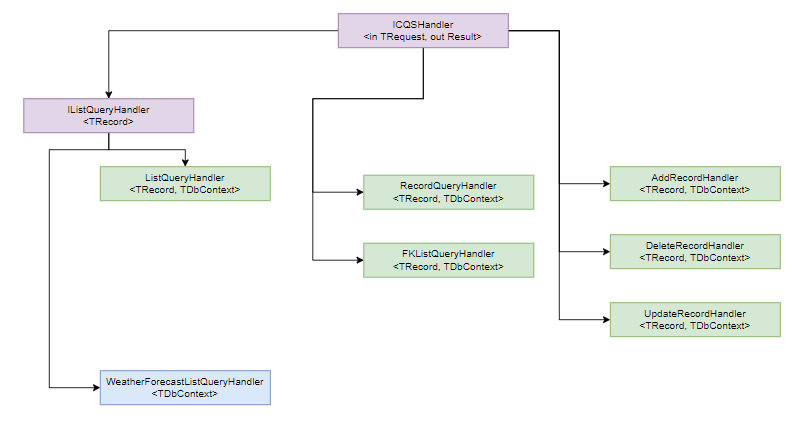 ICQSHandler
<in TRequest, out Result>
IListQueryHandler
<TRecord>
ListQueryHandler
<TRecord, TDbContext>
RecordQueryHandler
<TRecord, TDbContext>
AddRecordHandler
<TRecord, TDbContext>
FKListQueryHandler
<TRecord, TDbContext>
DeleteRecordHandler
<TRecord, TDbContext>
UpdateRecordHandler
<TRecord, TDbContext>
WeatherForecastListQueryHandler
<TDbContext>